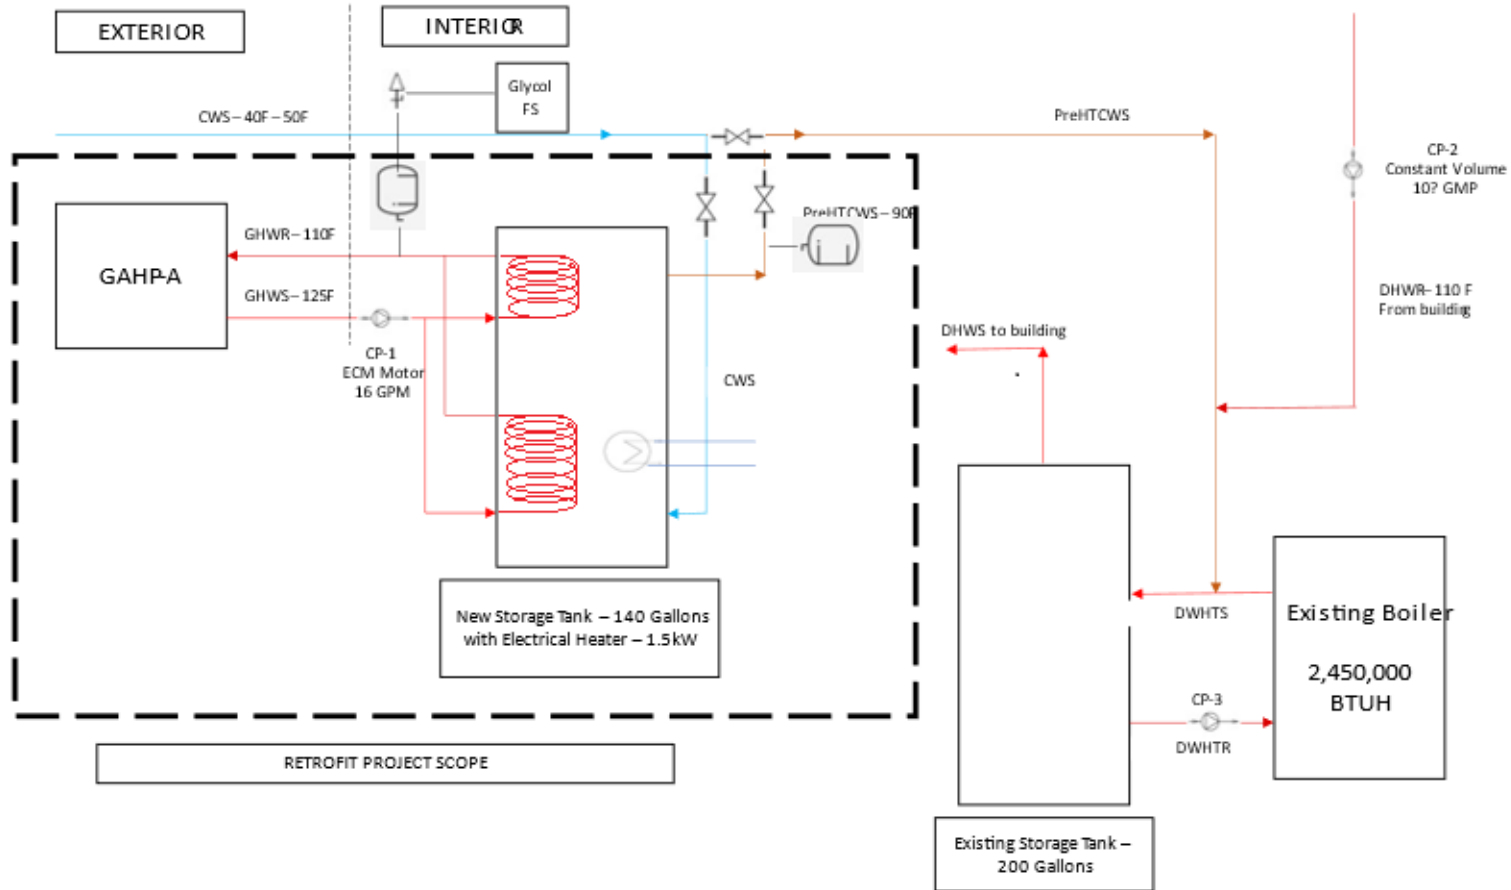 EXTERIOR
INTERIOR
Glycol
FS
CWS – 40F – 50F
PreHTCWS
CP-2
Constant Volume
10? GMP
GHWR – 110F
PreHTCWS – 90F
GAHP-A
GHWS – 125F
DHWR– 110 F
From building
CP-1
ECM Motor
16 GPM
DHWS to building
CWS
New Storage Tank – 140 Gallons
with Electrical Heater – 1.5kW
DWHTS
Existing Boiler
2,450,000
BTUH
CP-3
DWHTR
RETROFIT PROJECT SCOPE
Existing Storage Tank –
200 Gallons